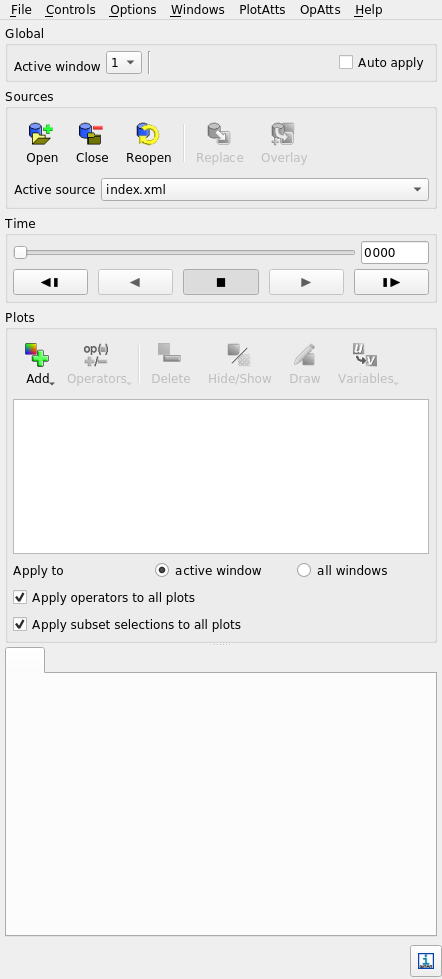 File Controls Options Windows PlotAtts OpAtts Help
Global
Active window 1 Auto apply
Sources
Open Close Reopen Replace Overlay
Active source index.xml
Time
0000
Plots
op(x)
+/-
u
v
Add Operators Delete Hide/Show Draw Variables
Apply to active window all windows
Apply operators to all plots
Apply subset selections to all plots